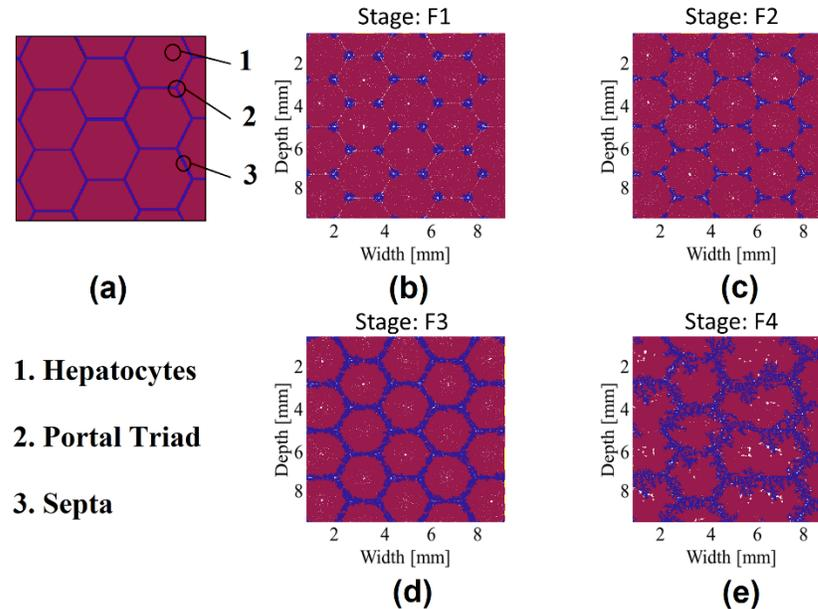 1
2
3
(a)
Stage: F1
2
4
6
8
Depth [mm]
2 4 6 8
Width [mm]
(b)
Stage: F2
2
4
6
8
Depth [mm]
2 4 6 8
Width [mm]
(c)
1. Hepatocytes
2. Portal Triad
3. Septa
Stage: F3
2
4
6
8
Depth [mm]
2 4 6 8
Width [mm]
(d)
Stage: F4
2
4
6
8
Depth [mm]
2 4 6 8
Width [mm]
(e)